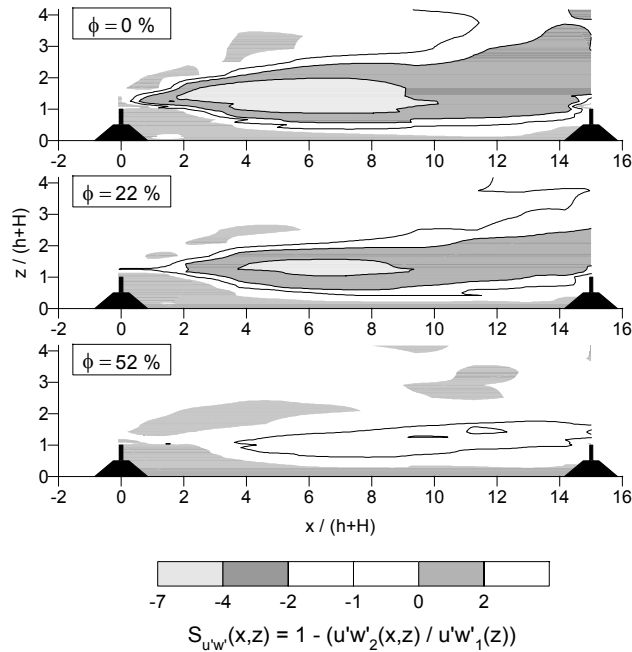 4
ϕ = 0 %
3
2
1
0
-2 0 2 4 6 8 10 12 14 16
4
ϕ = 22 %
3
2
1
0
-2 0 2 4 6 8 10 12 14 16
z / (h+H)
4
ϕ = 52 %
3
2
1
0
-2 0 2 4 6 8 10 12 14 16
x / (h+H)
-7 -4 -2 -1 0 2
S_u'w'(x,z) = 1 - (u'w'_2(x,z) / u'w'_1(z))